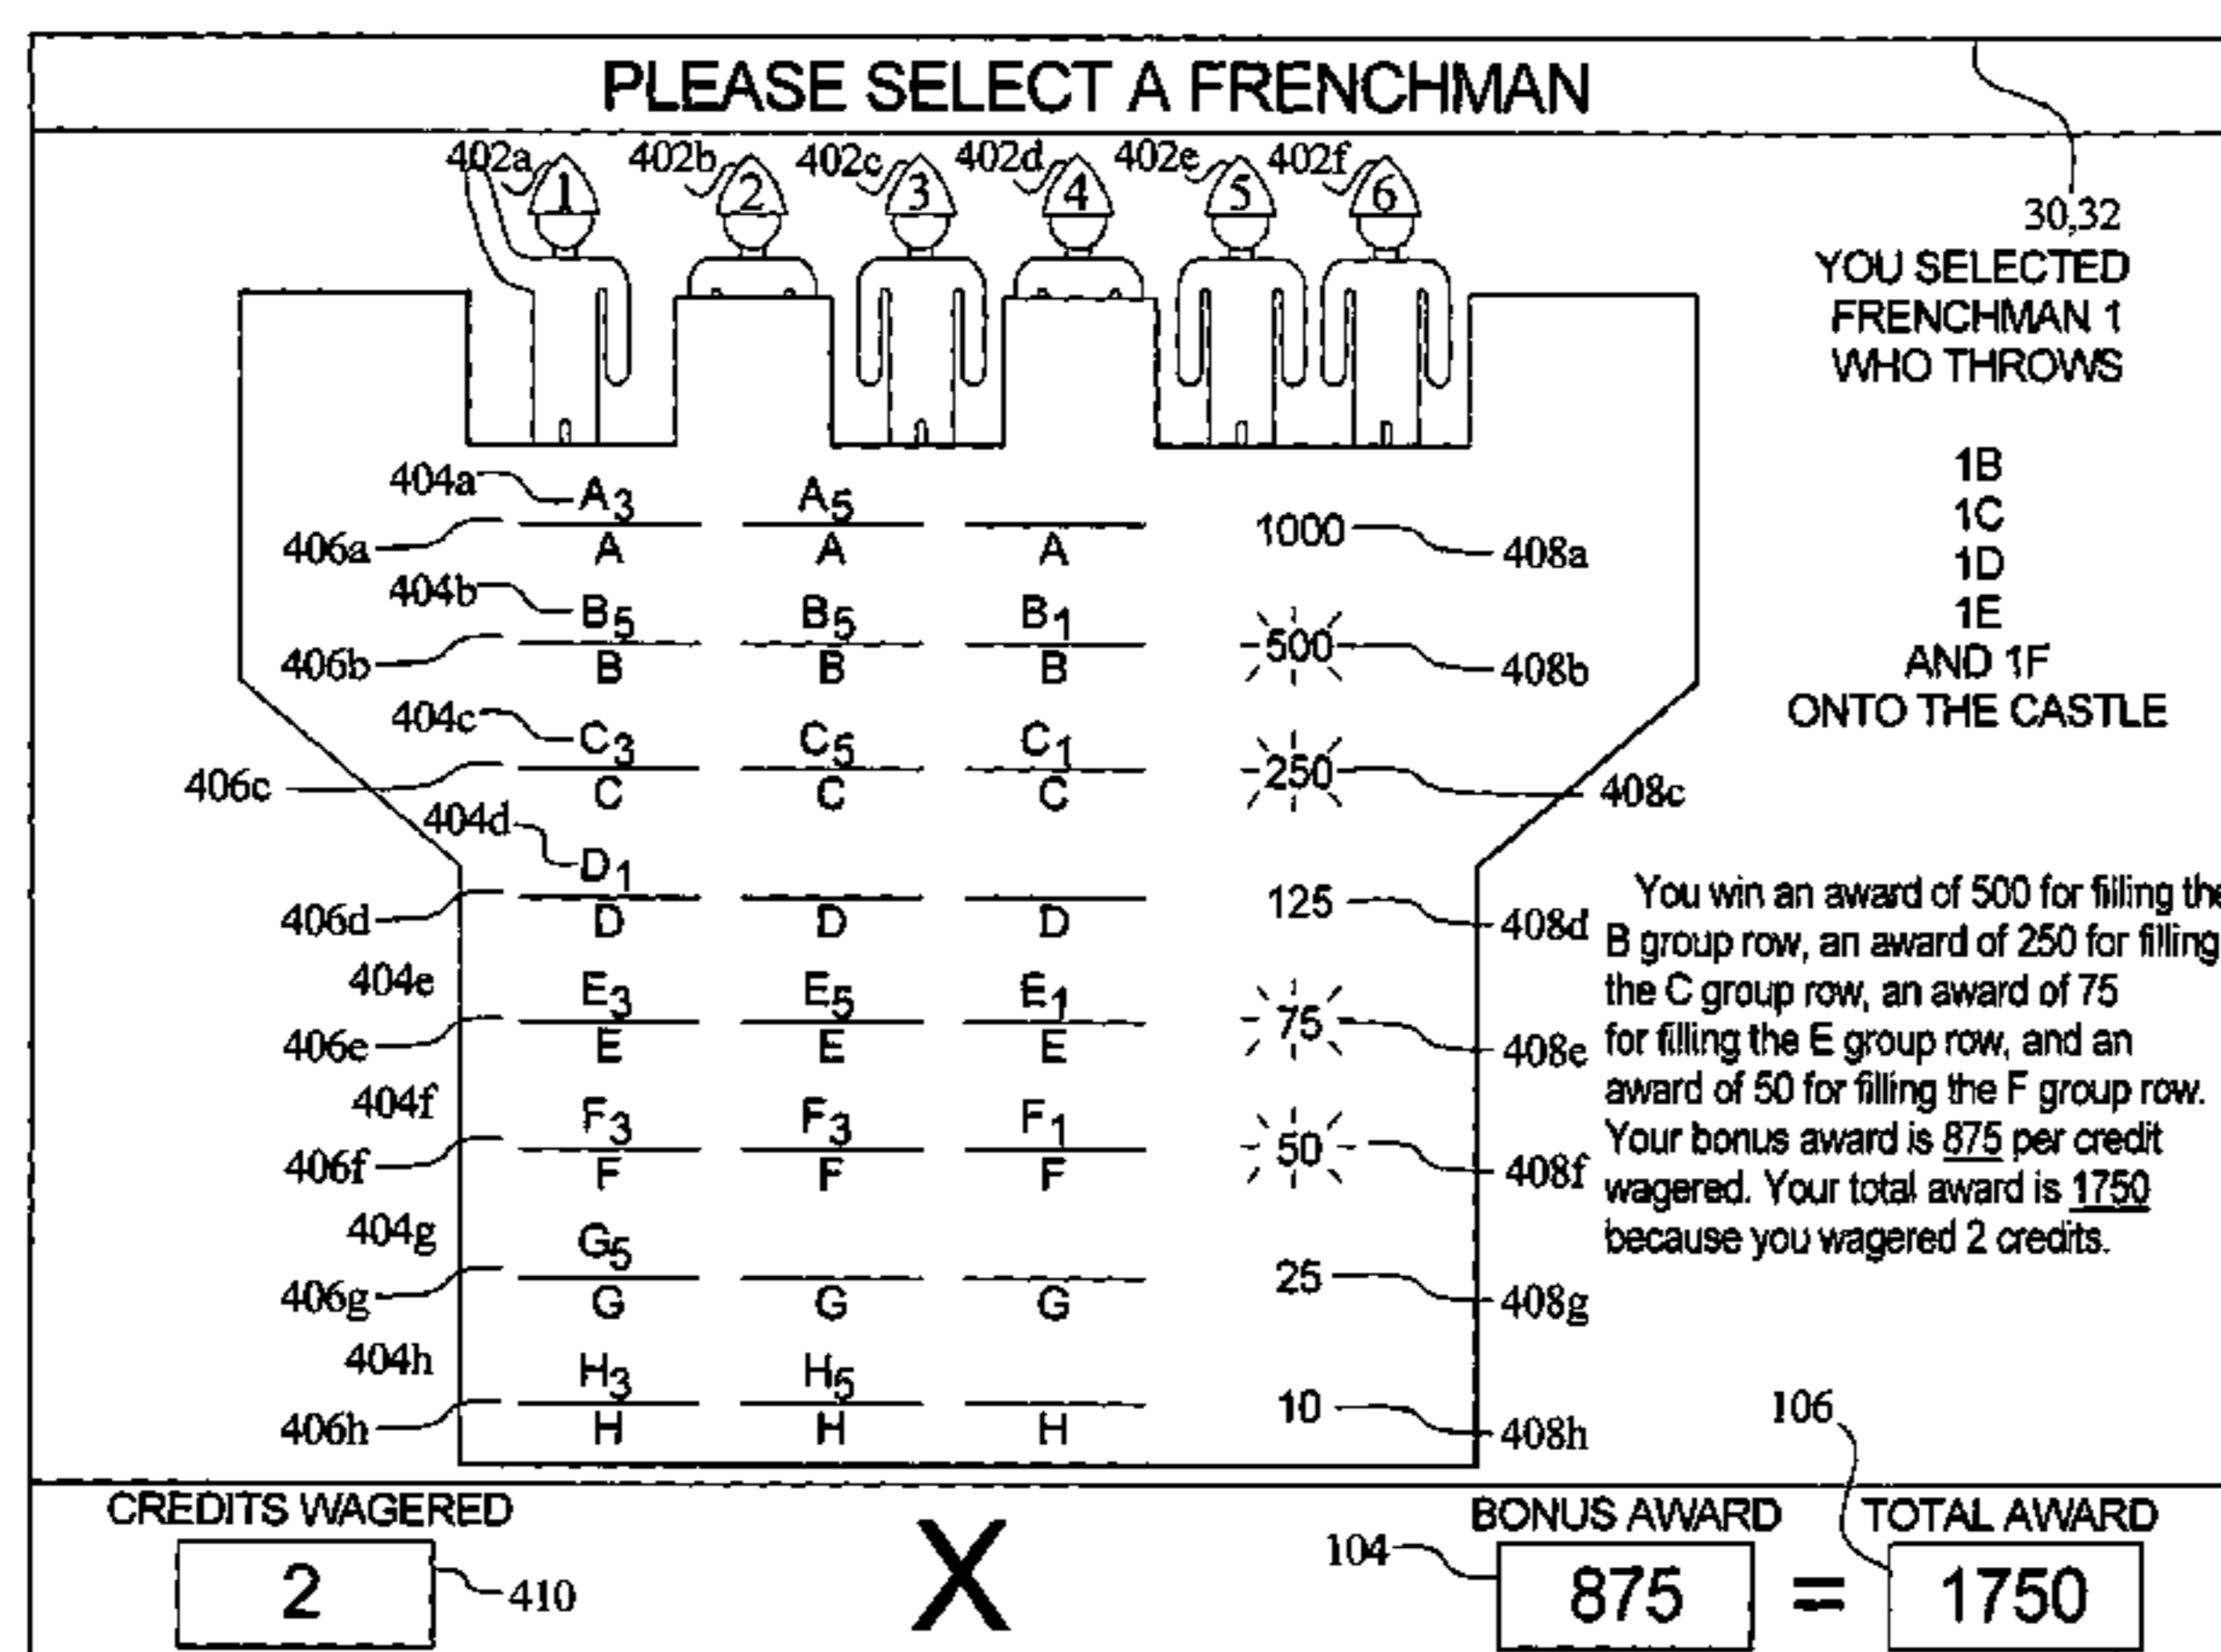 PLEASE SELECT A FRENCHMAN
402a 402b 402c 402d 402e 402f
1 2 3 4 5 6
30,32
YOU SELECTED
FRENCHMAN 1
WHO THROWS
1B
1C
1D
1E
AND 1F
ONTO THE CASTLE
404a A3 A5
406a A A A 1000 408a
404b B5 B5 B1
406b B B B 500 408b
404c C3 C5 C1
406c C C C 250 408c
404d D1
406d D D D 125 408d
404e E3 E5 E1
406e E E E 75 408e
404f F3 F3 F1
406f F F F 50 408f
404g G5
406g G G G 25 408g
404h H3 H5
406h H H H 10 408h
You win an award of 500 for filling the
B group row, an award of 250 for filling
the C group row, an award of 75
for filling the E group row, and an
award of 50 for filling the F group row.
Your bonus award is 875 per credit
wagered. Your total award is 1750
because you wagered 2 credits.
106
CREDITS WAGERED BONUS AWARD TOTAL AWARD
2 410 X 104 875 = 1750